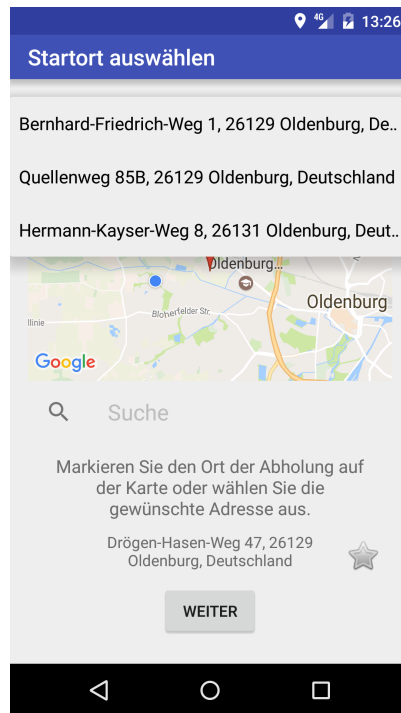 4G 13:26
Startort auswählen
Bernhard-Friedrich-Weg 1, 26129 Oldenburg, De..
Quellenweg 85B, 26129 Oldenburg, Deutschland
Hermann-Kayser-Weg 8, 26131 Oldenburg, Deut..
Oldenburg...
Oldenburg
Bloherfelder Str.
llinie
Google
Suche
Markieren Sie den Ort der Abholung auf
der Karte oder wählen Sie die
gewünschte Adresse aus.
Drögen-Hasen-Weg 47, 26129
Oldenburg, Deutschland
WEITER